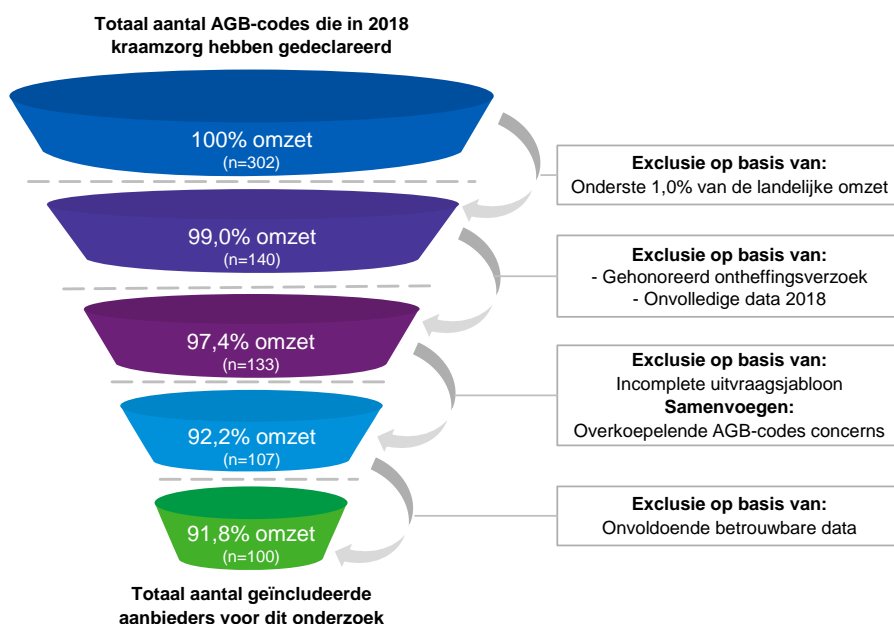 Totaal aantal AGB-codes die in 2018
kraamzorg hebben gedeclareerd
100% omzet
(n=302)
Exclusie op basis van:
Onderste 1,0% van de landelijke omzet
99,0% omzet
(n=140)
Exclusie op basis van:
- Gehonoreerd ontheffingsverzoek
- Onvolledige data 2018
97,4% omzet
(n=133)
Exclusie op basis van:
Incomplete uitvraagsjabloon
Samenvoegen:
Overkoepelende AGB-codes concerns
92,2% omzet
(n=107)
Exclusie op basis van:
Onvoldoende betrouwbare data
91,8% omzet
(n=100)
Totaal aantal geïncludeerde
aanbieders voor dit onderzoek